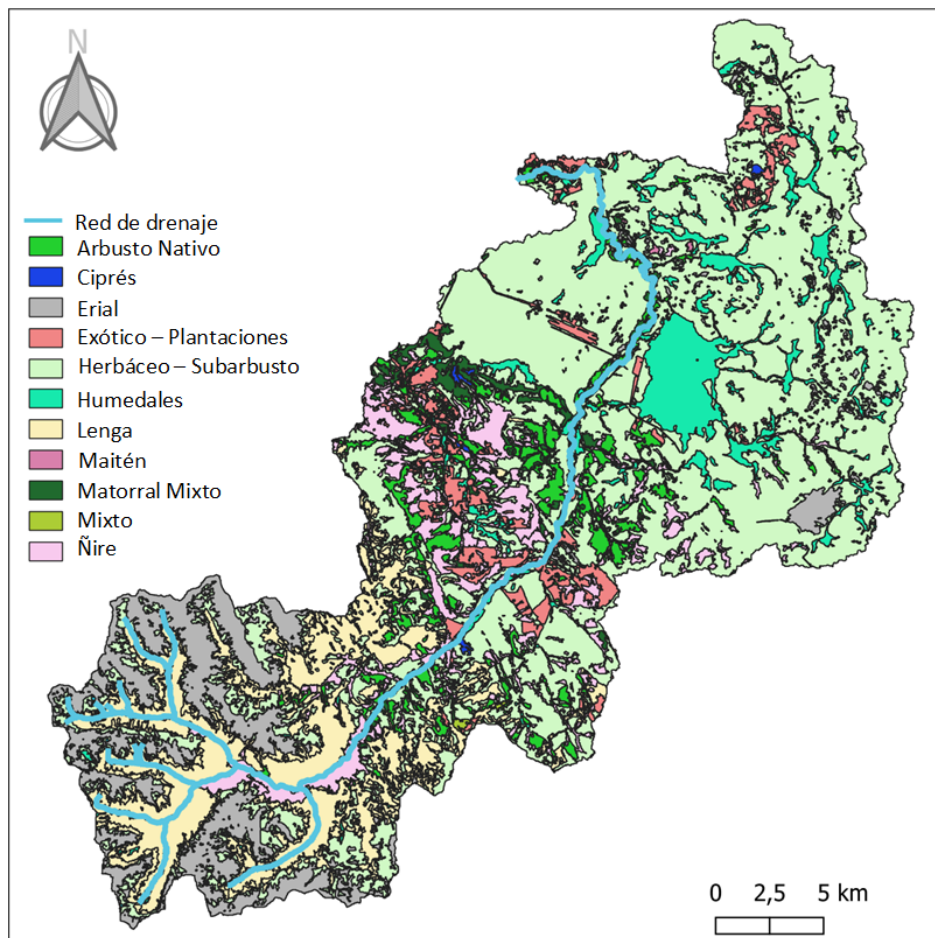 N
Red de drenaje
Arbusto Nativo
Ciprés
Erial
Exótico – Plantaciones
Herbáceo – Subarbusto
Humedales
Lenga
Maitén
Matorral Mixto
Mixto
Ñire
0 2,5 5 km